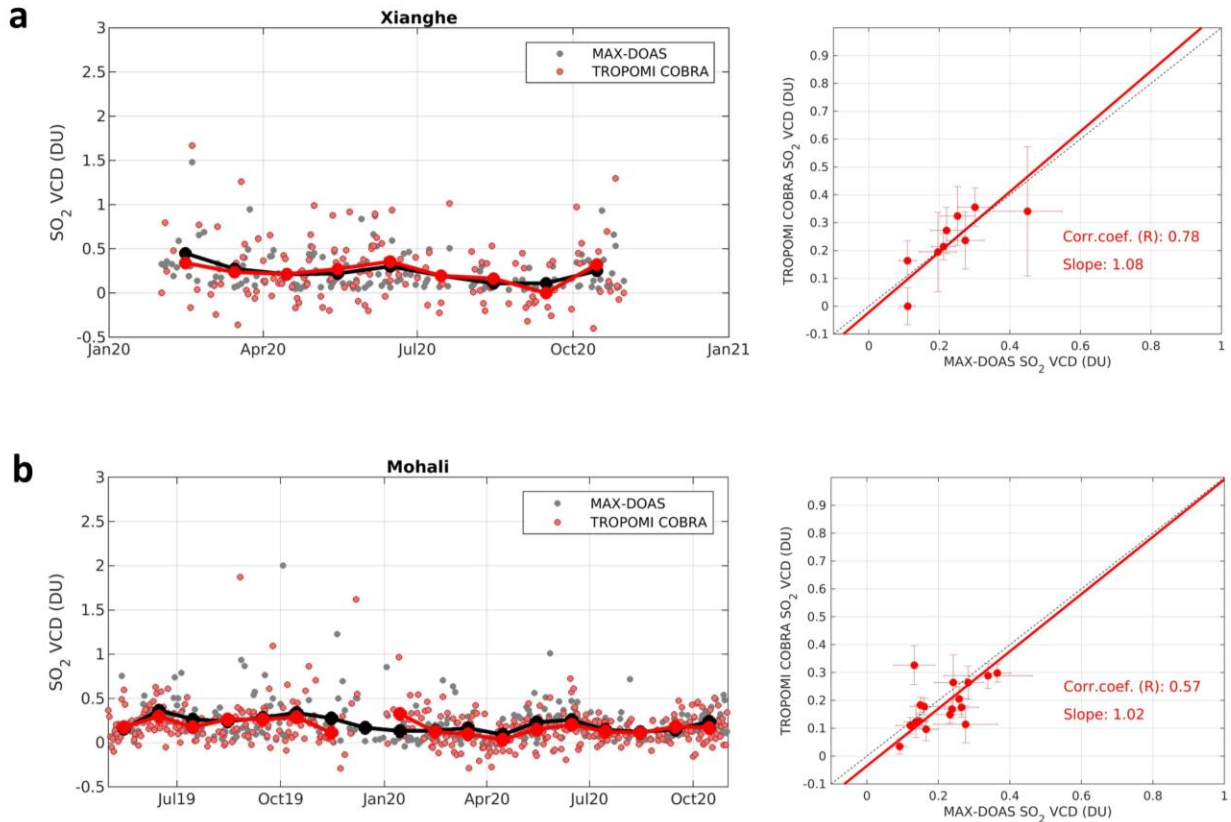 a
Xianghe
MAX-DOAS
TROPOMI COBRA
SO2 VCD (DU)
3
2.5
2
1.5
1
0.5
0
-0.5
Jan20 Apr20 Jul20 Oct20 Jan21
TROPOMI COBRA SO2 VCD (DU)
0.9
0.8
0.7
0.6
0.5
0.4
0.3
0.2
0.1
0
-0.1
Corr.coef. (R): 0.78
Slope: 1.08
0 0.2 0.4 0.6 0.8 1
MAX-DOAS SO2 VCD (DU)
b
Mohali
MAX-DOAS
TROPOMI COBRA
SO2 VCD (DU)
3
2.5
2
1.5
1
0.5
0
-0.5
Jul19 Oct19 Jan20 Apr20 Jul20 Oct20
TROPOMI COBRA SO2 VCD (DU)
0.9
0.8
0.7
0.6
0.5
0.4
0.3
0.2
0.1
0
-0.1
Corr.coef. (R): 0.57
Slope: 1.02
0 0.2 0.4 0.6 0.8 1
MAX-DOAS SO2 VCD (DU)